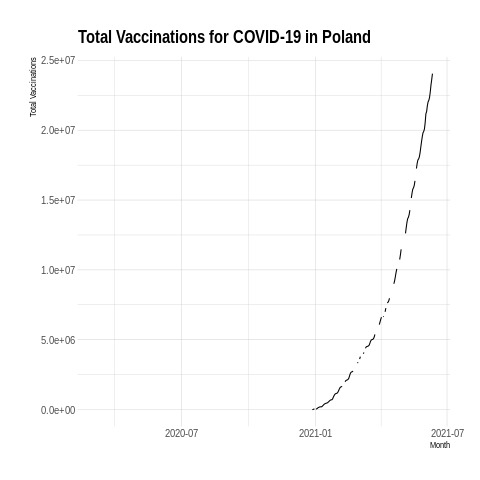 Total Vaccinations for COVID-19 in Poland
Total Vaccinations
2.5e+07
2.0e+07
1.5e+07
1.0e+07
5.0e+06
0.0e+00
2020-07
2021-01
2021-07
Month